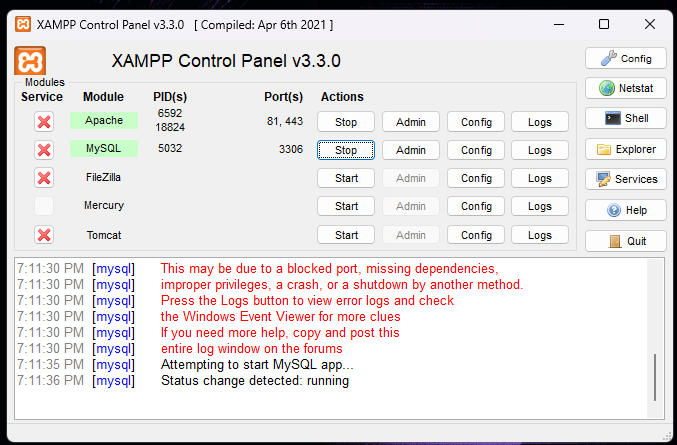 XAMPP Control Panel v3.3.0 [ Compiled: Apr 6th 2021 ]
XAMPP Control Panel v3.3.0
Config
Modules
Service Module PID(s) Port(s) Actions
Netstat
Apache 6592 18824 81, 443 Stop Admin Config Logs
Shell
MySQL 5032 3306 Stop Admin Config Logs
Explorer
FileZilla Start Admin Config Logs
Services
Mercury Start Admin Config Logs
Help
Tomcat Start Admin Config Logs
Quit
7:11:30 PM [mysql] This may be due to a blocked port, missing dependencies,
7:11:30 PM [mysql] improper privileges, a crash, or a shutdown by another method.
7:11:30 PM [mysql] Press the Logs button to view error logs and check
7:11:30 PM [mysql] the Windows Event Viewer for more clues
7:11:30 PM [mysql] If you need more help, copy and post this
7:11:30 PM [mysql] entire log window on the forums
7:11:35 PM [mysql] Attempting to start MySQL app...
7:11:36 PM [mysql] Status change detected: running